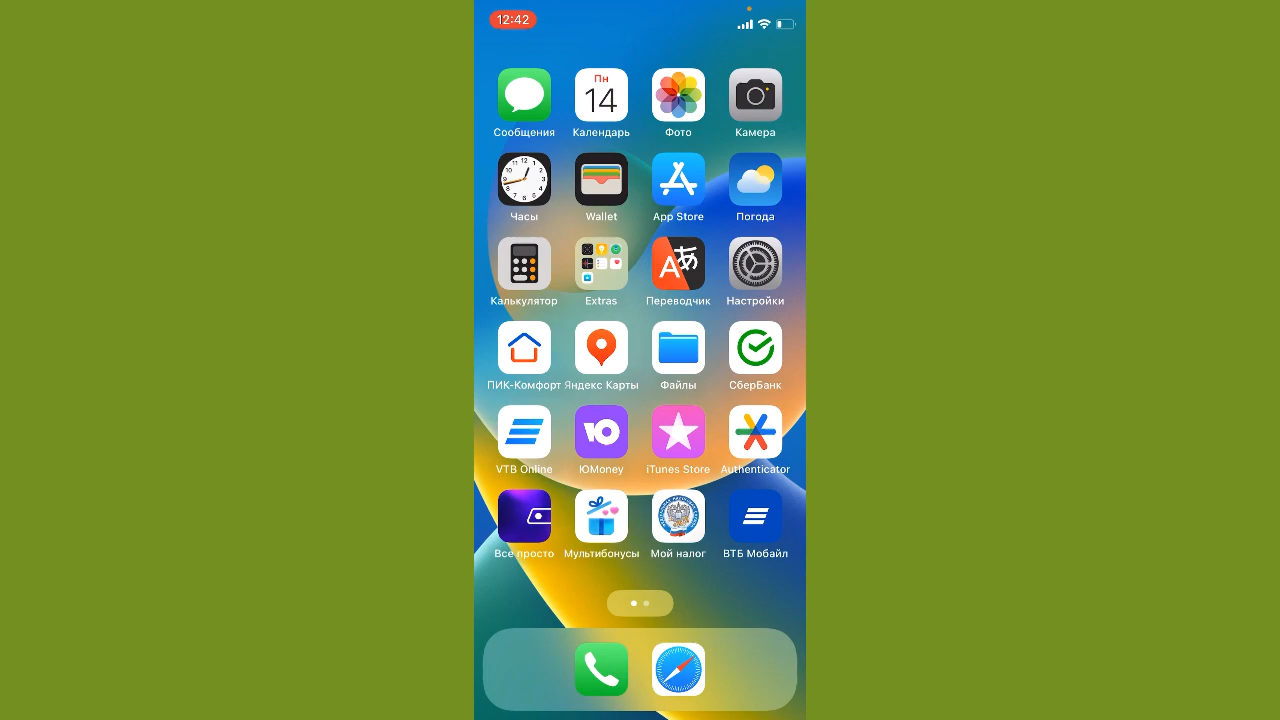 12:42
Пн
14
Сообщения Календарь Фото Камера
Часы Wallet App Store Погода
Калькулятор Extras Переводчик Настройки
ПИК-Комфорт Яндекс Карты Файлы СберБанк
VTB Online ЮMoney iTunes Store Authenticator
Все просто Мультибонусы Мой налог ВТБ Мобайл